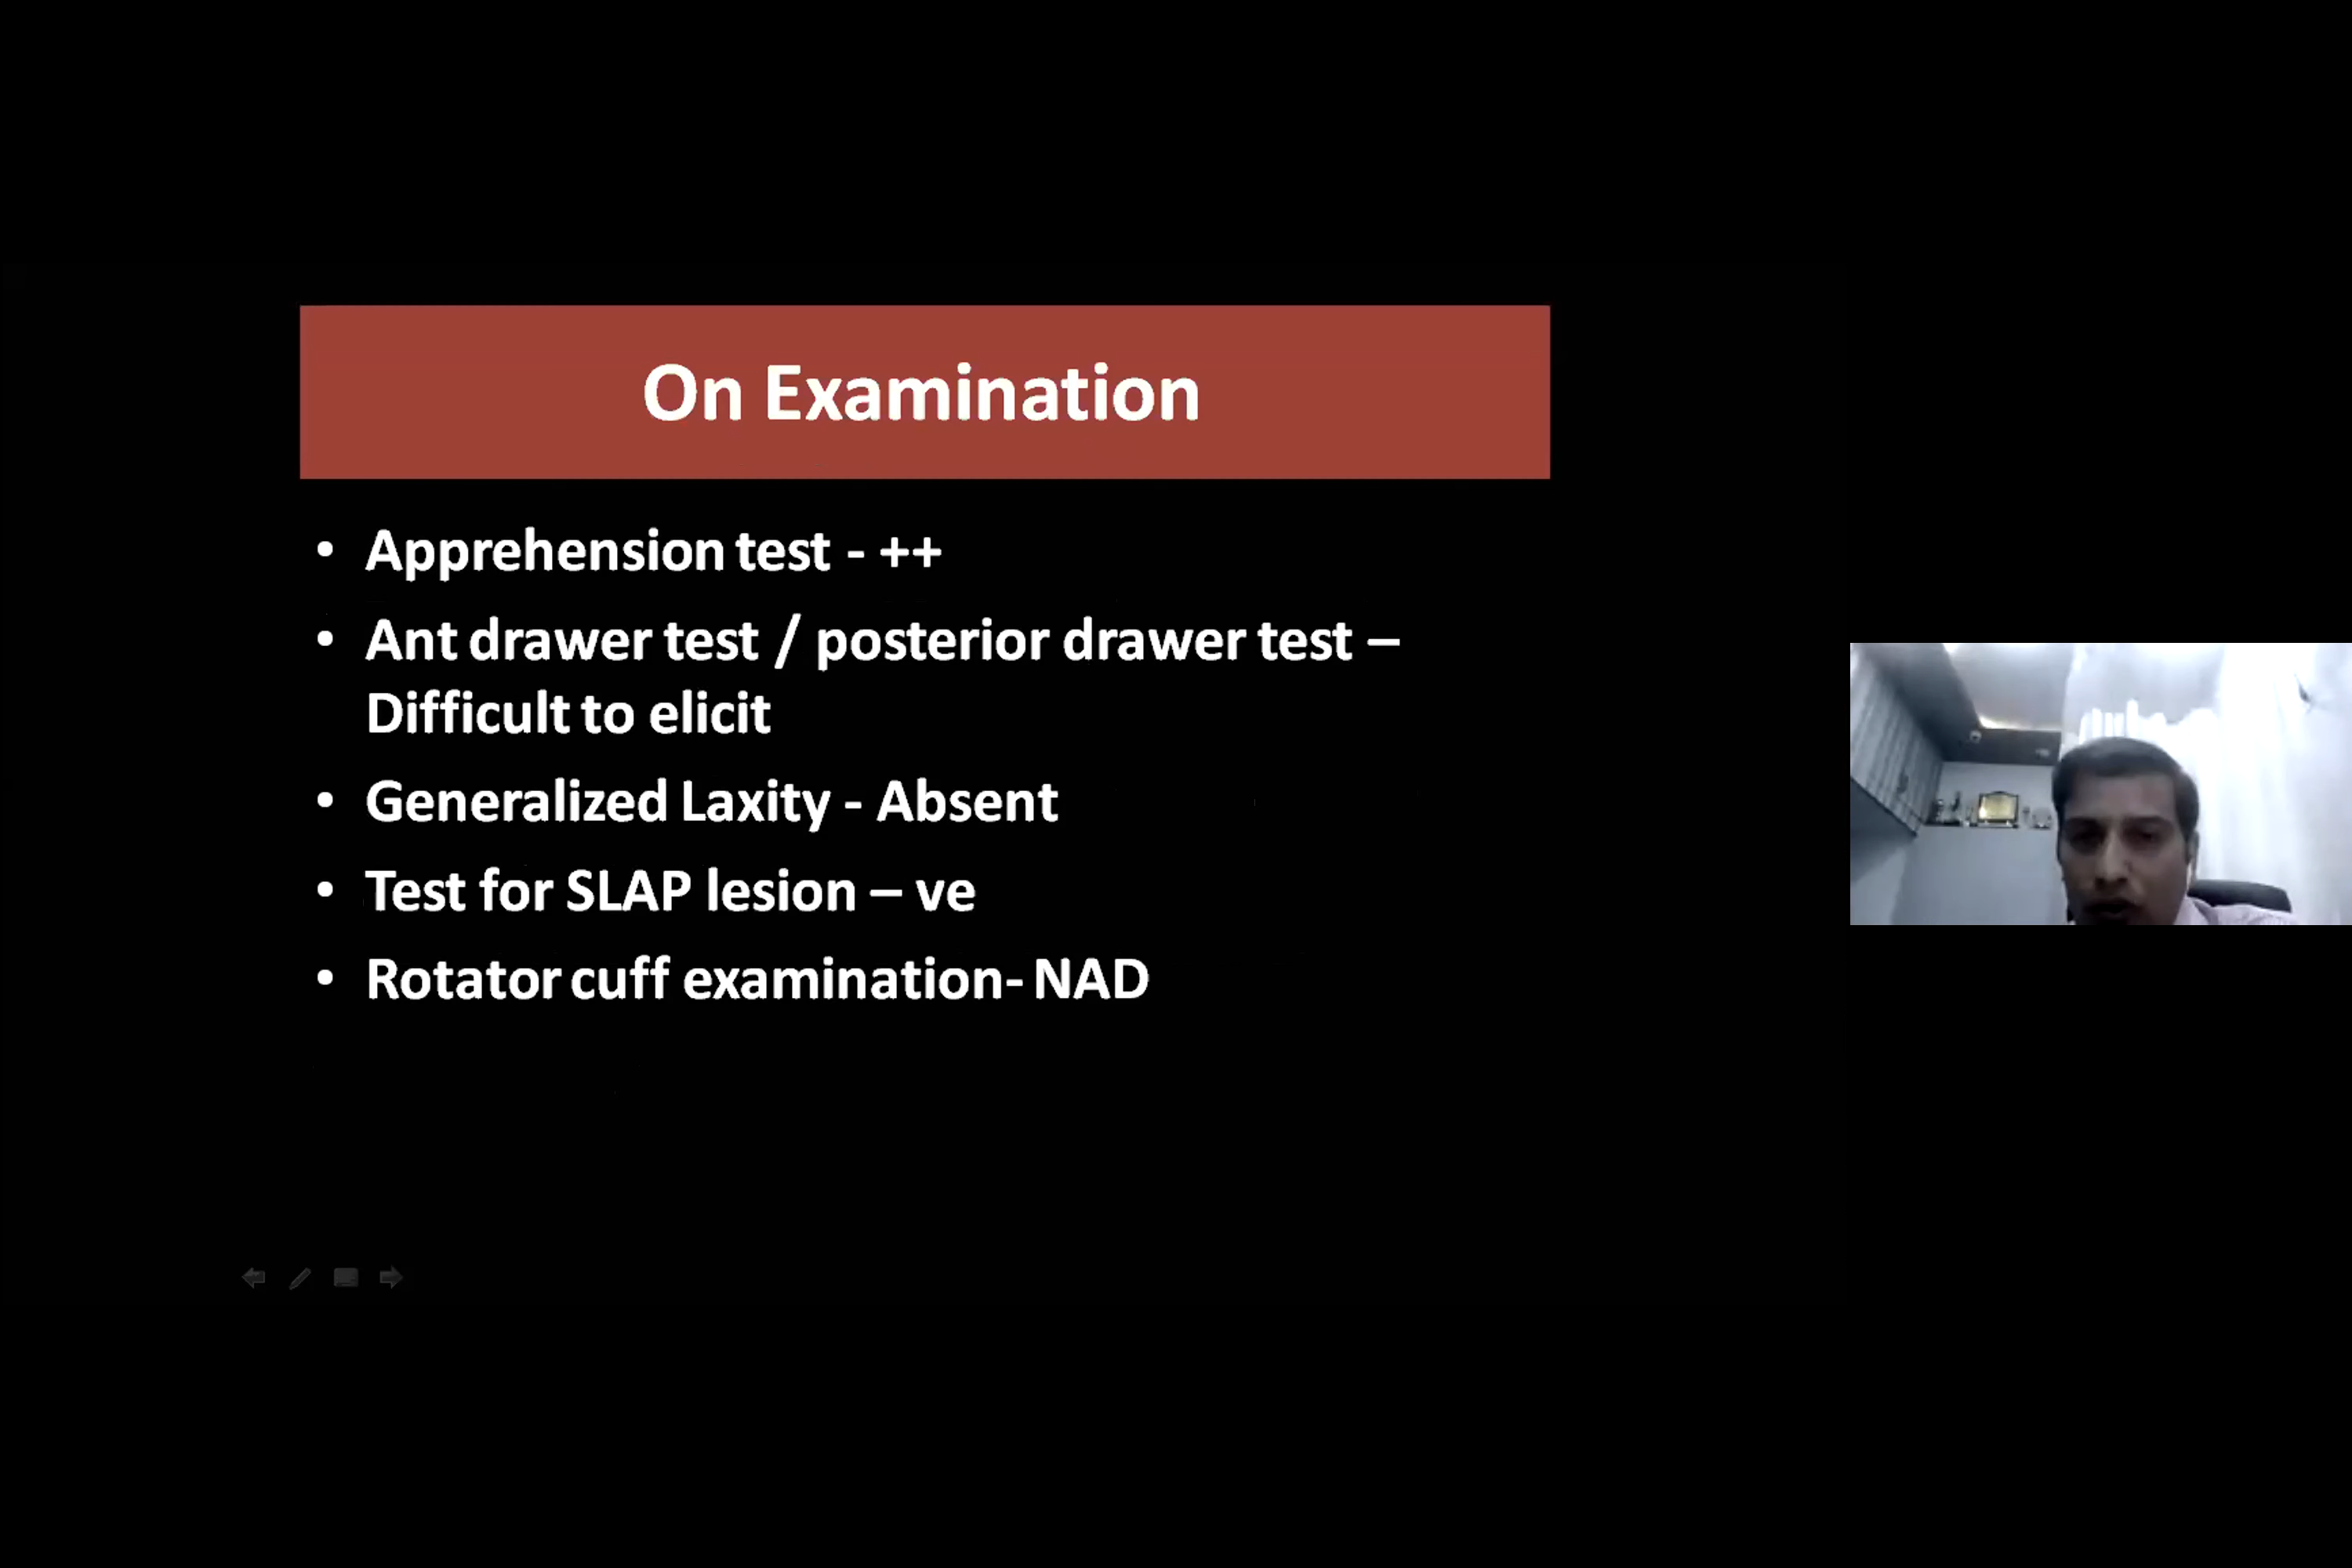 On Examination
• Apprehension test - ++
• Ant drawer test / posterior drawer test –
Difficult to elicit
• Generalized Laxity - Absent
• Test for SLAP lesion – ve
• Rotator cuff examination- NAD